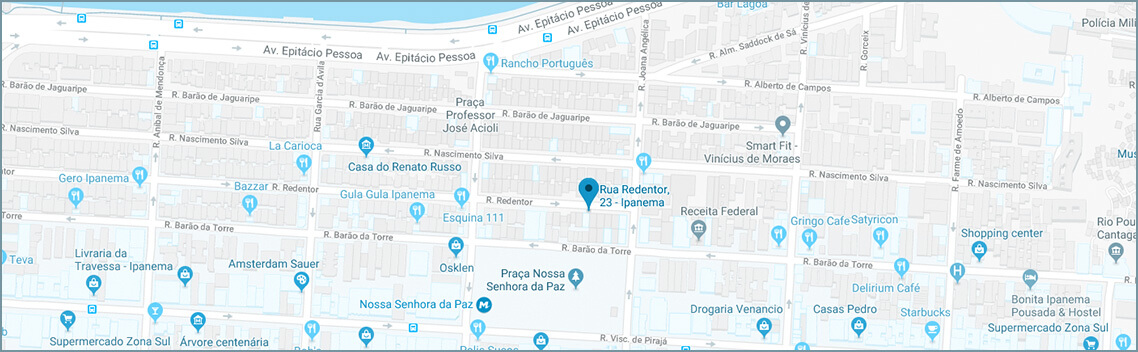 Bar Lagoa
Av. Epitácio Pessoa
Av. Epitácio Pessoa
Av. Epitácio Pessoa
Av. Epitácio Pessoa
R. Joana Angélica
R. Alm. Saddock de Sá
R. Vinícius de
R. Gorceix
Polícia Mili
Rancho Português
R. Aníbal de Mendonça
Rua Garcia d'Ávila
R. Barão de Jaguaripe
R. Barão de Jaguaripe
R. Barão de Jaguaripe
R. Alberto de Campos
R. Alberto de Campos
Praça
Professor
José Acioli
Smart Fit -
Vinícius de Moraes
R. Farme de Amoedo
R. Nascimento Silva
R. Nascimento Silva
R. Nascimento Silva
R. Nascimento Silva
La Carioca
Casa do Renato Russo
Mus
Gero Ipanema
Bazzar
R. Redentor
Gula Gula Ipanema
R. Redentor
Rua Redentor,
23 - Ipanema
Esquina 111
Receita Federal
Gringo Cafe
Satyricon
Rio Pou
Cantaga
Shopping center
R. Barão da Torre
R. Barão da Torre
R. Barão da Torre
Teva
Livraria da
Travessa - Ipanema
Amsterdam Sauer
Osklen
Praça Nossa
Senhora da Paz
Delirium Café
Nossa Senhora da Paz
Drogaria Venancio
Casas Pedro
Starbucks
Bonita Ipanema
Pousada & Hostel
Supermercado Zona Sul
Árvore centenária
Bob's
Polis Sucos
R. Visc. de Pirajá
Supermercado Zona Sul